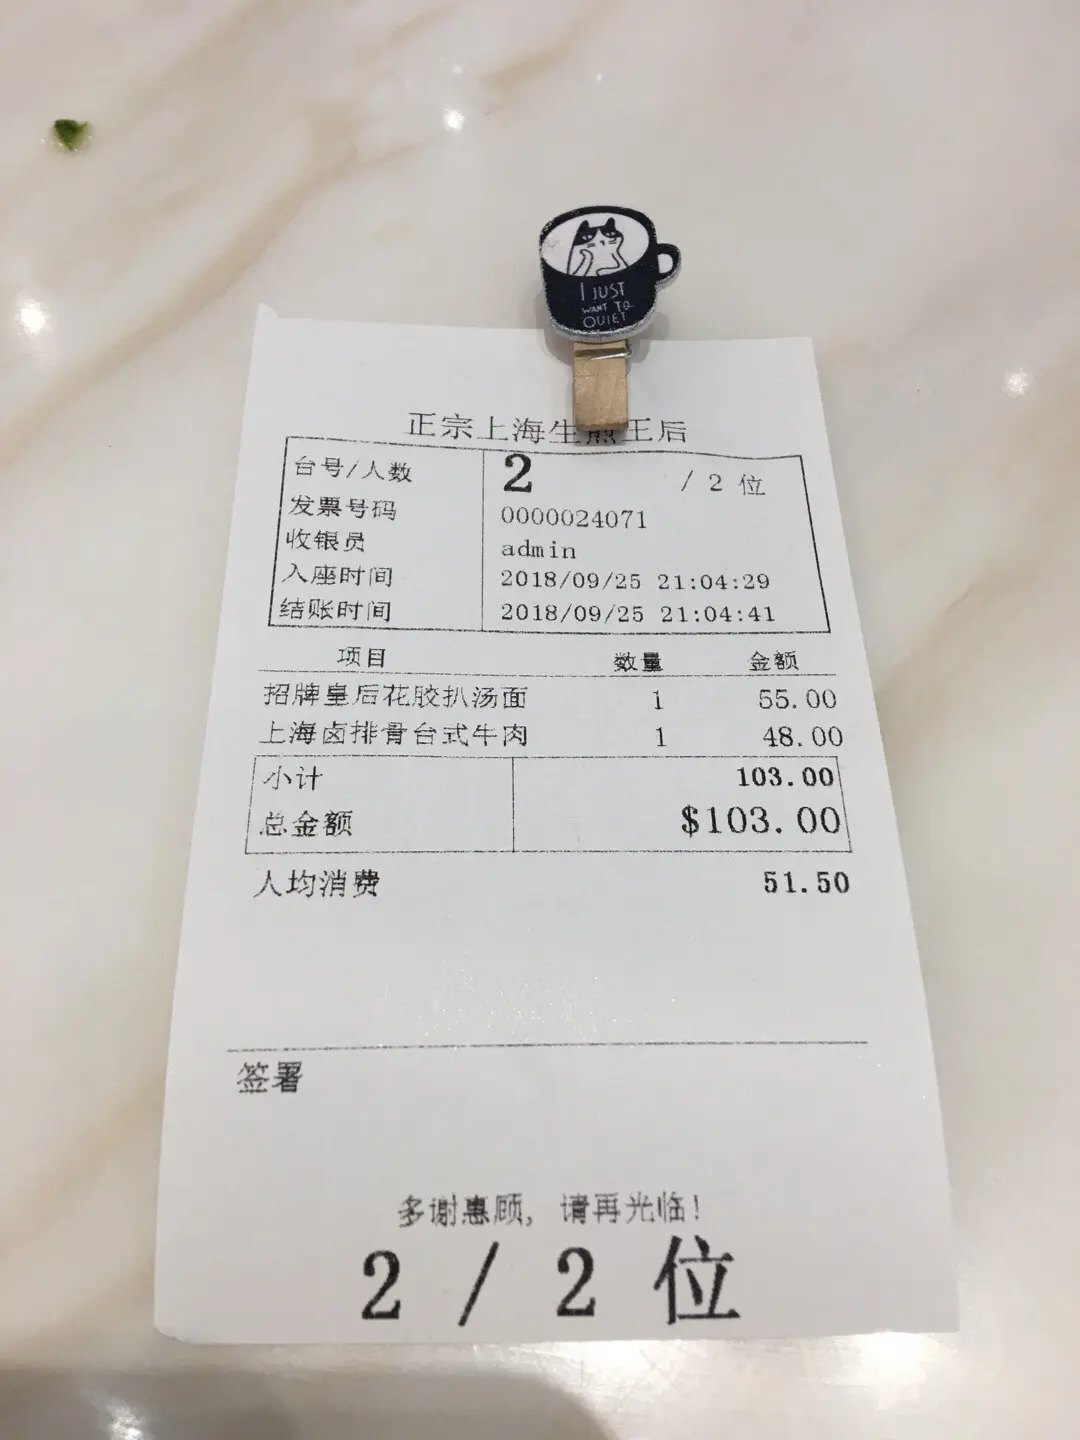 I JUST
WANT TO
QUIET
正宗上海生煎王后
台号/人数 2 / 2 位
发票号码 0000024071
收银员 admin
入座时间 2018/09/25 21:04:29
结账时间 2018/09/25 21:04:41
项目 数量 金额
招牌皇后花胶扒汤面 1 55.00
上海卤排骨台式牛肉 1 48.00
小计 103.00
总金额 $103.00
人均消费 51.50
签署
多谢惠顾, 请再光临!
2 / 2 位